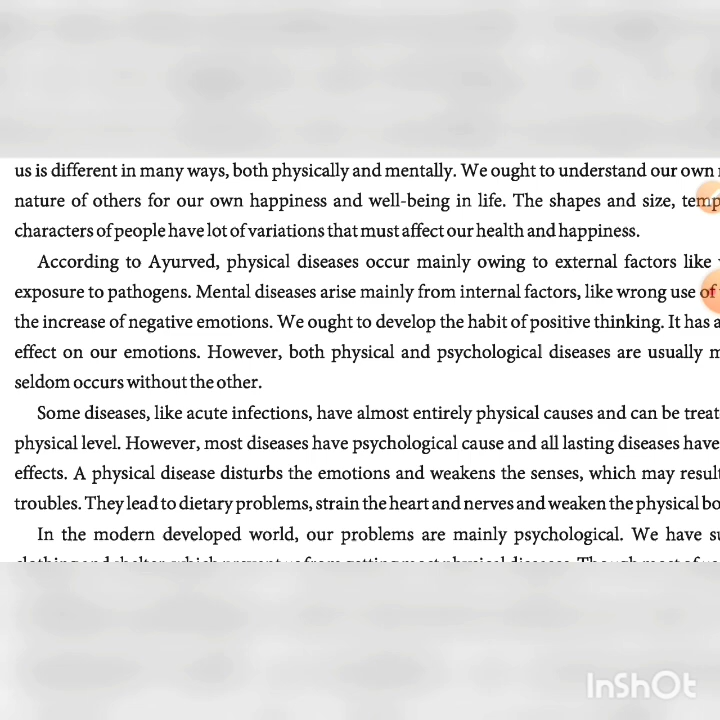 us is different in many ways, both physically and mentally. We ought to understand our own
nature of others for our own happiness and well-being in life. The shapes and size,
characters of people have lot of variations that must affect our health and happiness.
According to Ayurved, physical diseases occur mainly owing to external factors like
exposure to pathogens. Mental diseases arise mainly from internal factors, like wrong use of
the increase of negative emotions. We ought to develop the habit of positive thinking. It has a
effect on our emotions. However, both physical and psychological diseases are usually
seldom occurs without the other.
Some diseases, like acute infections, have almost entirely physical causes and can be treat
physical level. However, most diseases have psychological cause and all lasting diseases have
effects. A physical disease disturbs the emotions and weakens the senses, which may result
troubles. They lead to dietary problems, strain the heart and nerves and weaken the physical bo
In the modern developed world, our problems are mainly psychological. We have su
InShOt